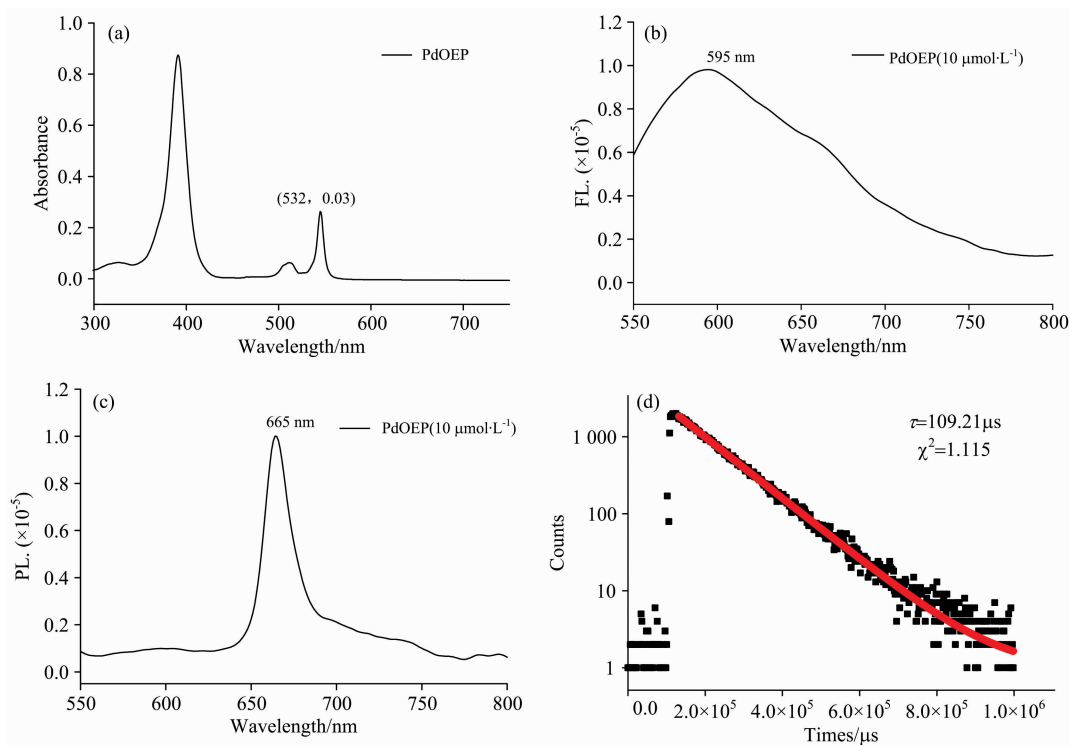 (a)
PdOEP
(532，0.03)
1.0
0.8
0.6
0.4
0.2
0.0
Absorbance
300 400 500 600 700
Wavelength/nm
(b)
595 nm
PdOEP(10 μmol·L⁻¹)
1.2
1.0
0.8
0.6
0.4
0.2
0.0
FL. (×10⁻⁵)
550 600 650 700 750 800
Wavelength/nm
(c)
665 nm
PdOEP(10 μmol·L⁻¹)
1.2
1.0
0.8
0.6
0.4
0.2
0.0
PL. (×10⁻⁵)
550 600 650 700 750 800
Wavelength/nm
(d)
τ=109.21μs
χ²=1.115
1 000
100
10
1
Counts
0.0 2.0×10⁵ 4.0×10⁵ 6.0×10⁵ 8.0×10⁵ 1.0×10⁶
Times/μs